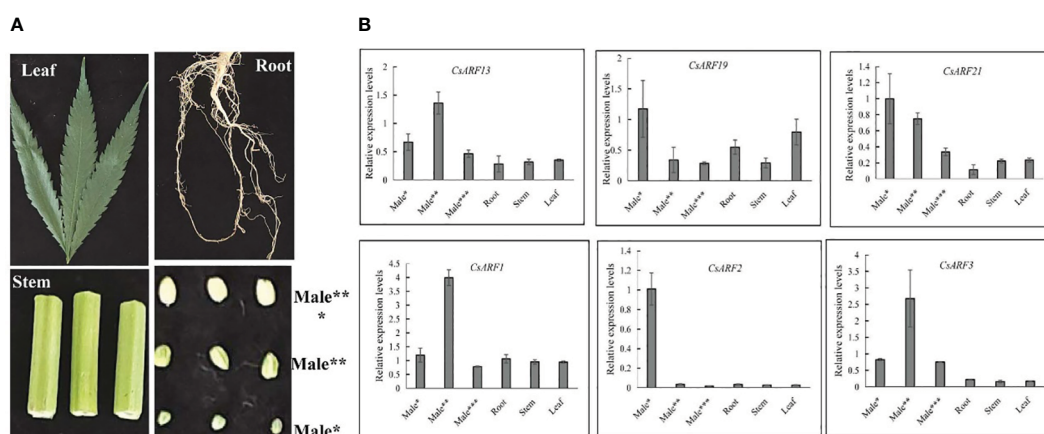 A
B
Leaf
Root
Stem
Male**
*
Male**
Male*
CsARF13
Relative expression levels
2
1.5
1
0.5
0
Male*
Male**
Male***
Root
Stem
Leaf
CsARF19
Relative expression levels
2
1.5
1
0.5
0
Male*
Male**
Male***
Root
Stem
Leaf
CsARF21
Relative expression levels
1.4
1.2
1
0.8
0.6
0.4
0.2
0
Male*
Male**
Male***
Root
Stem
Leaf
CsARF1
Relative expression levels
4.5
4
3.5
3
2.5
2
1.5
1
0.5
0
Male*
Male**
Male***
Root
Stem
Leaf
CsARF2
Relative expression levels
1.2
1
0.8
0.6
0.4
0.2
0
Male*
Male**
Male***
Root
Stem
Leaf
CsARF3
Relative expression levels
4
3.5
3
2.5
2
1.5
1
0.5
0
Male*
Male**
Male***
Root
Stem
Leaf